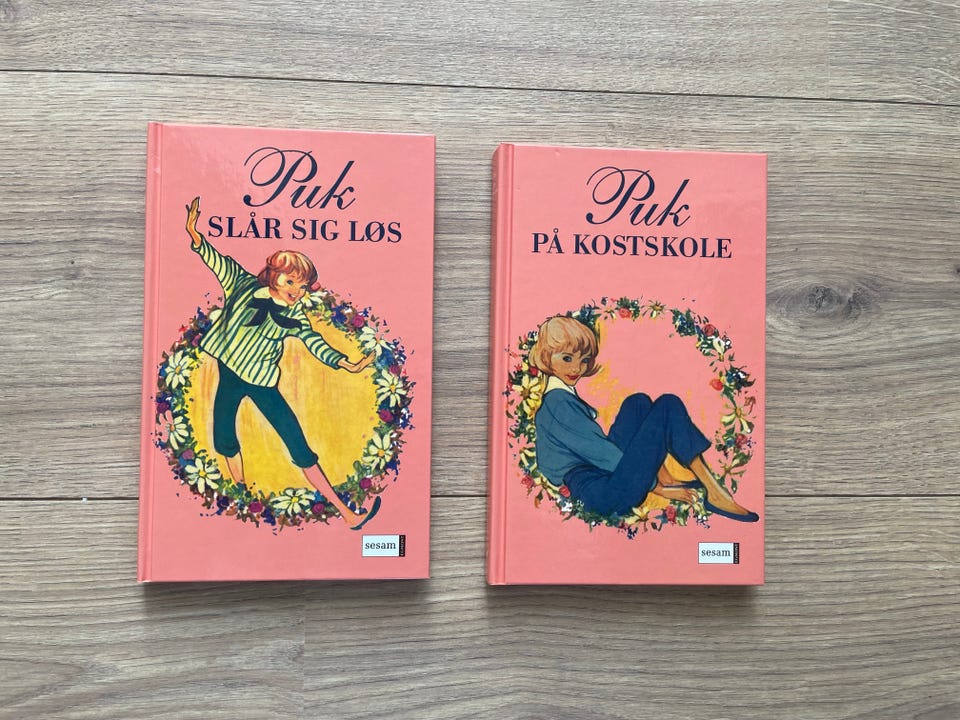 Puk
SLÅR SIG LØS
sesam
Puk
PÅ KOSTSKOLE
sesam